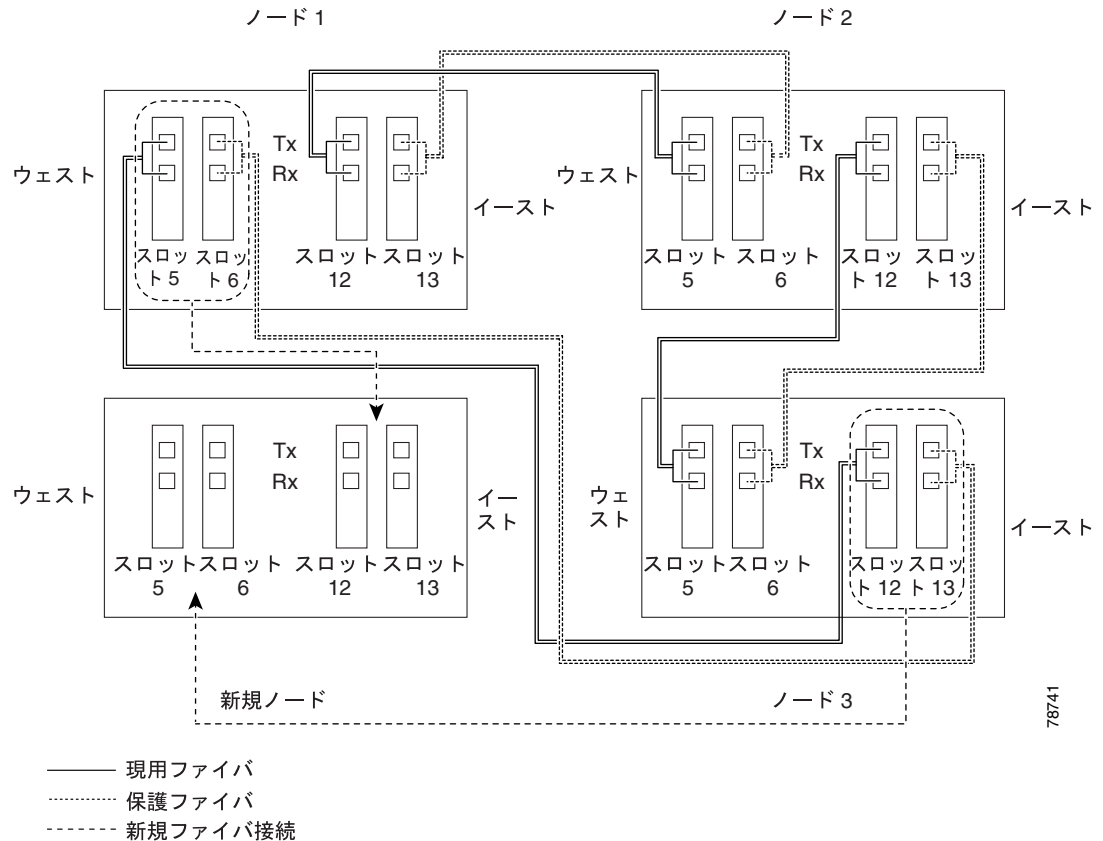 ノード 1
ノード 2
ウェスト
Tx
Rx
イースト
スロッ
ト 5
スロッ
ト 6
スロット
12
スロット
13
ウェスト
Tx
Rx
イースト
スロット
5
スロット
6
スロッ
ト 12
スロッ
ト 13
ウェスト
Tx
Rx
イー
スト
スロット
5
スロット
6
スロット
12
スロット
13
ウェ
スト
Tx
Rx
イースト
スロット
5
スロット
6
スロッ
ト 12
スロッ
ト 13
新規ノード
ノード 3
78741
現用ファイバ
保護ファイバ
新規ファイバ接続